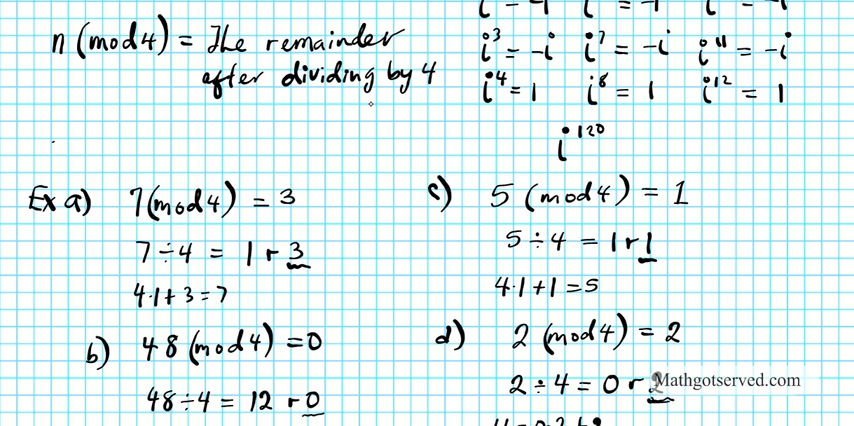 n (mod 4) = The remainder
after dividing by 4
i³ = -i i⁷ = -i i¹¹ = -i
i⁴ = 1 i⁸ = 1 i¹² = 1
i¹²⁰
Ex a) 7(mod 4) = 3
7 ÷ 4 = 1 r 3
4·1 + 3 = 7
b) 48 (mod 4) = 0
48 ÷ 4 = 12 r 0
c) 5 (mod 4) = 1
5 ÷ 4 = 1 r 1
4·1 + 1 = 5
d) 2 (mod 4) = 2
2 ÷ 4 = 0 r 2
Mathgotserved.com